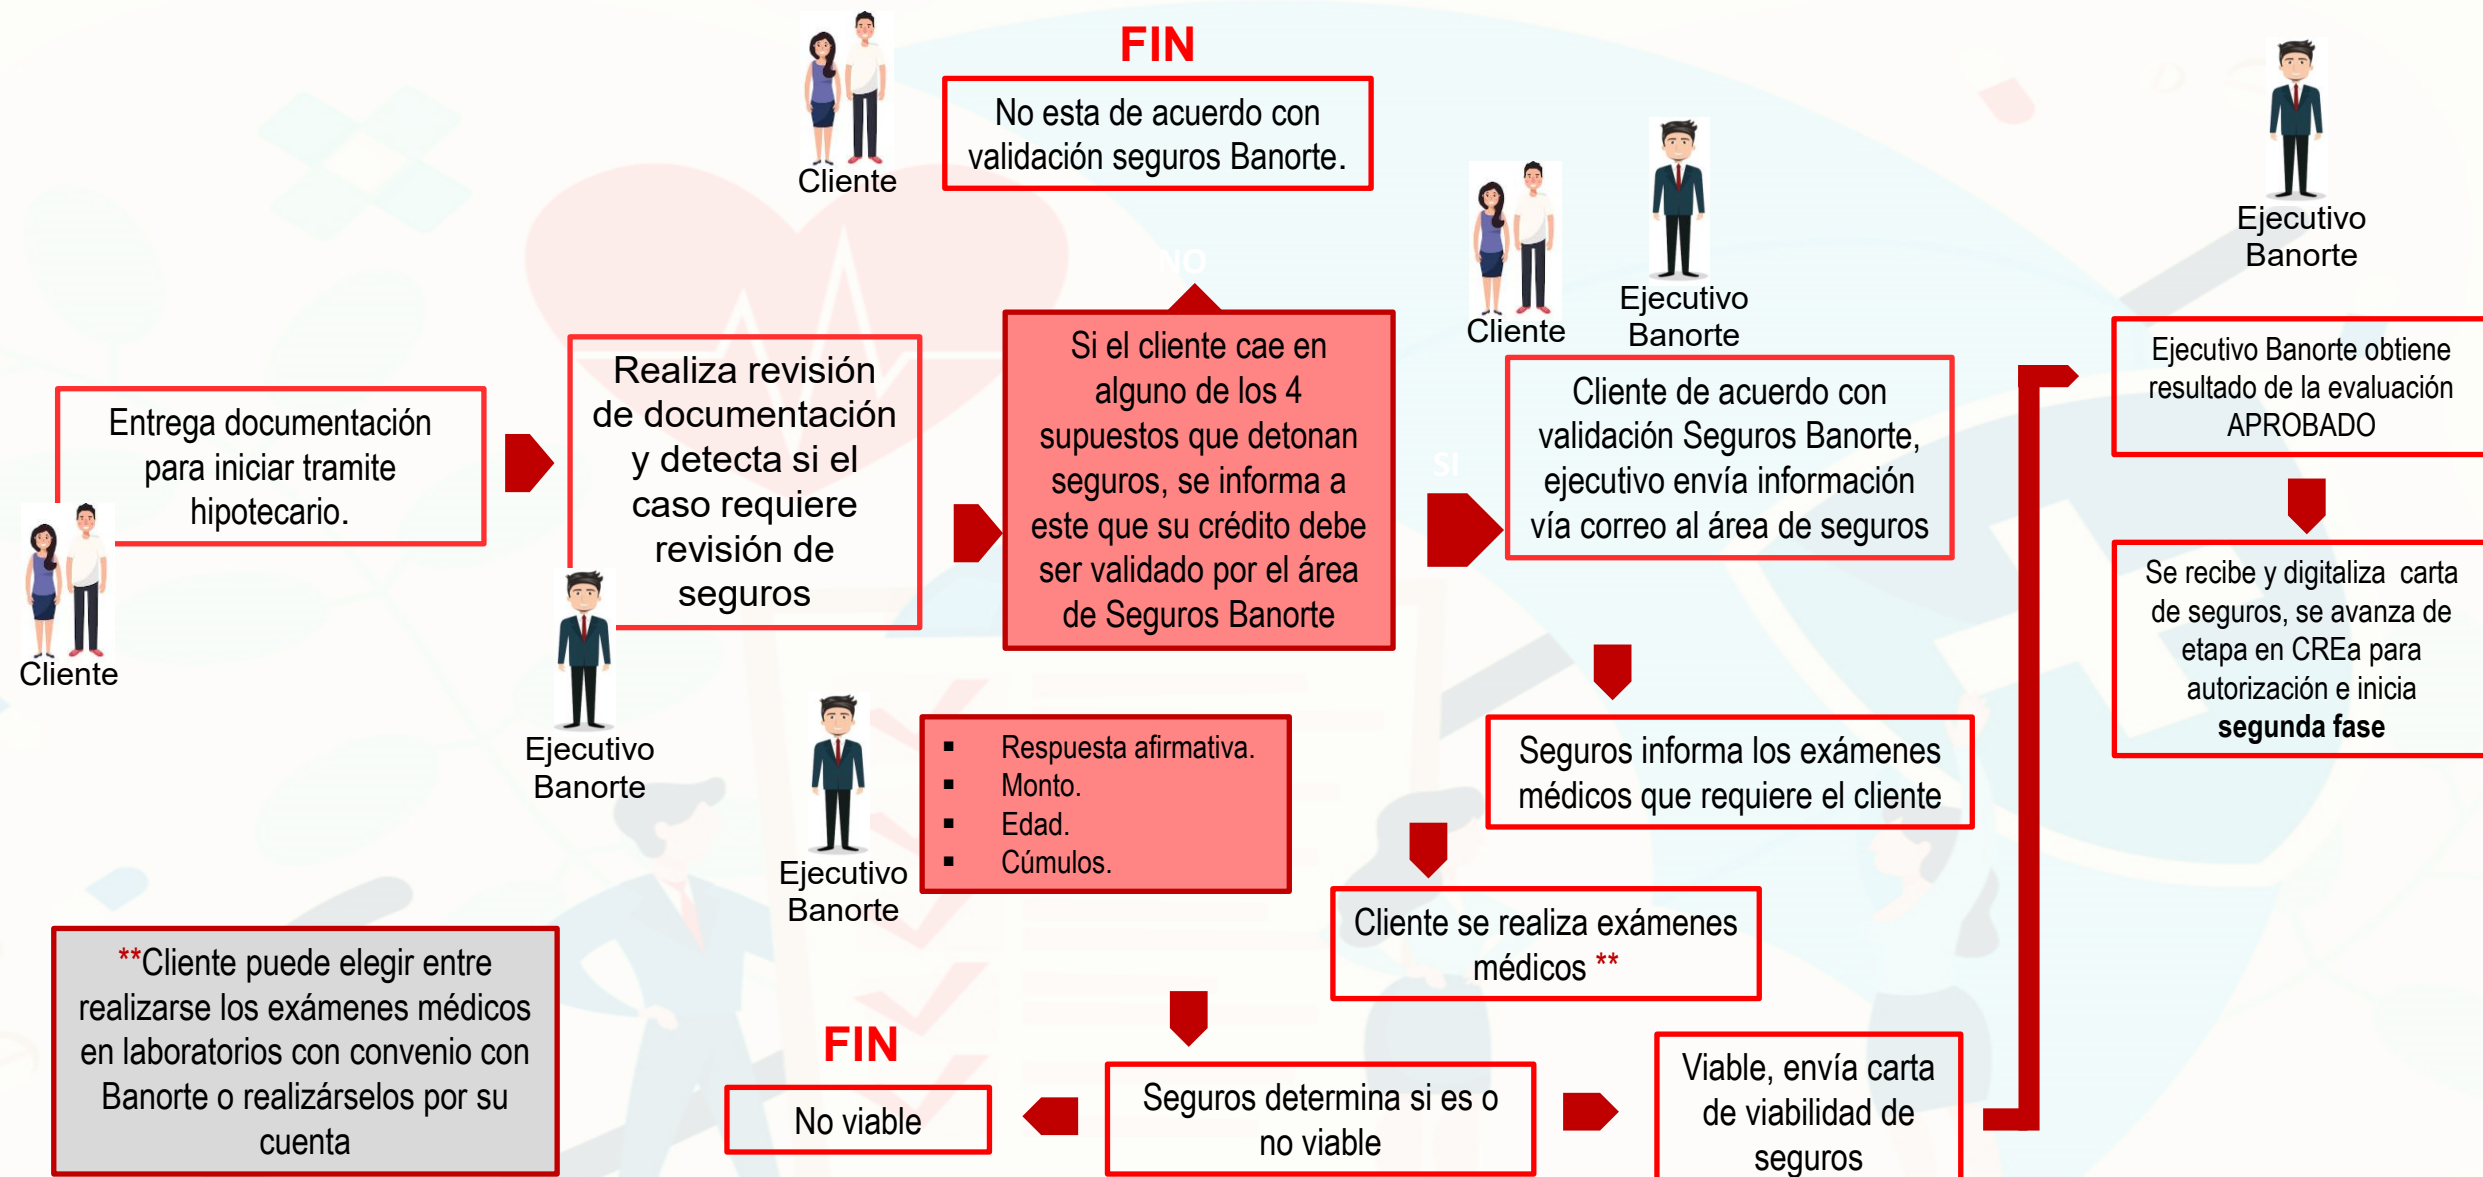 FIN
No esta de acuerdo con
validación seguros Banorte.
Cliente
NO
Entrega documentación
para iniciar tramite
hipotecario.
Cliente
Realiza revisión
de documentación
y detecta si el
caso requiere
revisión de
seguros
Ejecutivo
Banorte
Si el cliente cae en
alguno de los 4
supuestos que detonan
seguros, se informa a
este que su crédito debe
ser validado por el área
de Seguros Banorte
Ejecutivo
Banorte
▪ Respuesta afirmativa.
▪ Monto.
▪ Edad.
▪ Cúmulos.
SI
Cliente
Ejecutivo
Banorte
Cliente de acuerdo con
validación Seguros Banorte,
ejecutivo envía información
vía correo al área de seguros
Seguros informa los exámenes
médicos que requiere el cliente
Cliente se realiza exámenes
médicos **
Seguros determina si es o
no viable
FIN
No viable
Viable, envía carta
de viabilidad de
seguros
Ejecutivo
Banorte
Ejecutivo Banorte obtiene
resultado de la evaluación
APROBADO
Se recibe y digitaliza carta
de seguros, se avanza de
etapa en CREa para
autorización e inicia
segunda fase
**Cliente puede elegir entre
realizarse los exámenes médicos
en laboratorios con convenio con
Banorte o realizárselos por su
cuenta